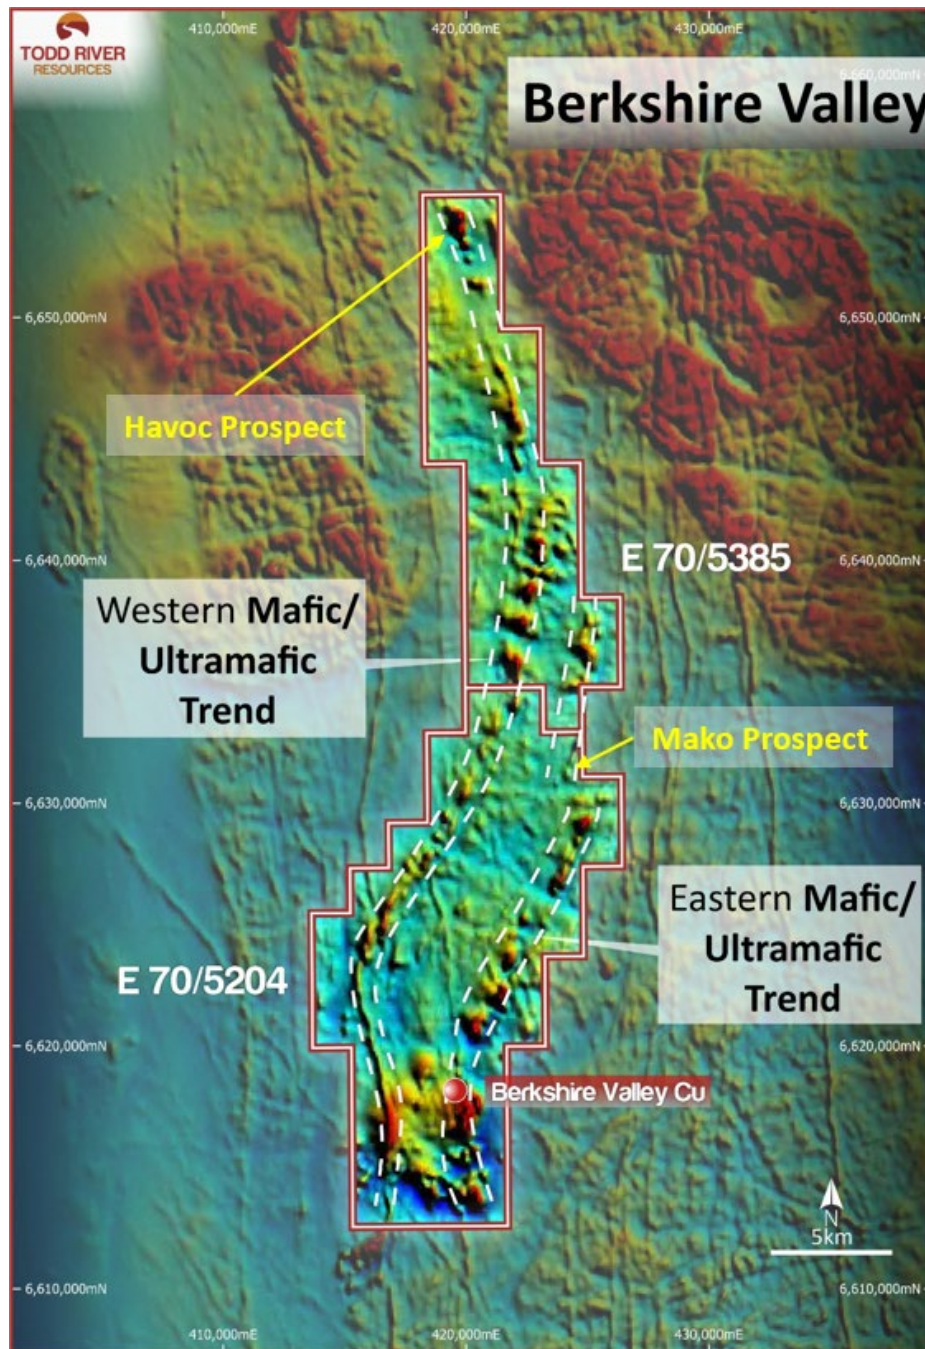 TODD RIVER
RESOURCES
410,000mE
420,000mE
430,000mE
6,660,000mN
Berkshire Valley
6,650,000mN
6,650,000mN
Havoc Prospect
6,640,000mN
E 70/5385
6,640,000mN
Western Mafic/
Ultramafic
Trend
Mako Prospect
6,630,000mN
6,630,000mN
Eastern Mafic/
Ultramafic
Trend
E 70/5204
6,620,000mN
6,620,000mN
Berkshire Valley Cu
N
5km
6,610,000mN
6,610,000mN
410,000mE
420,000mE
430,000mE